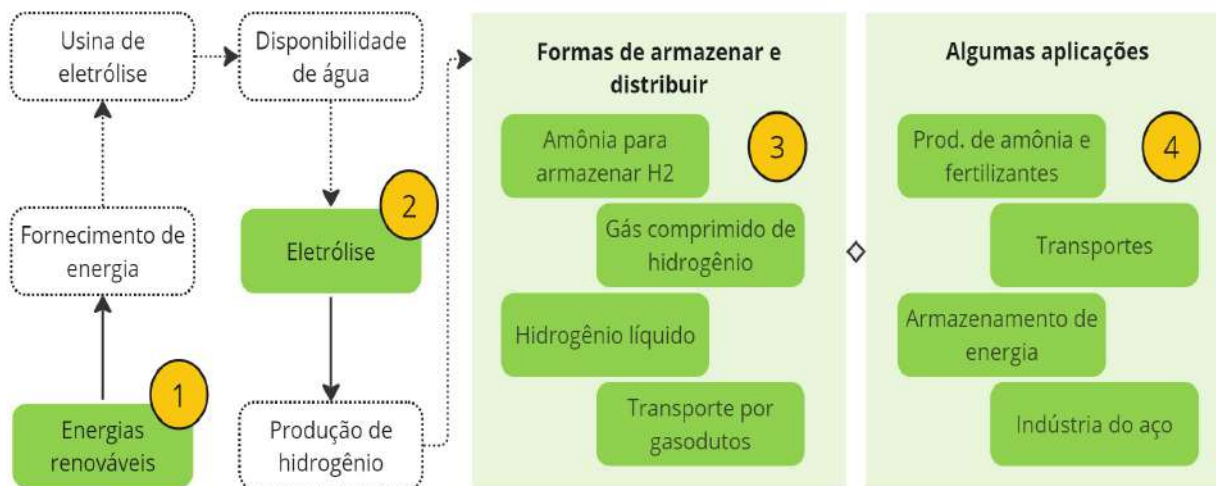 Usina de
eletrólise
Disponibilidade
de água
Fornecimento de
energia
2
Eletrólise
1
Energias
renováveis
Produção de
hidrogênio
Formas de armazenar e
distribuir
3
Amônia para
armazenar H2
Gás comprimido de
hidrogênio
Hidrogênio líquido
Transporte por
gasodutos
Algumas aplicações
4
Prod. de amônia e
fertilizantes
Transportes
Armazenamento de
energia
Indústria do aço